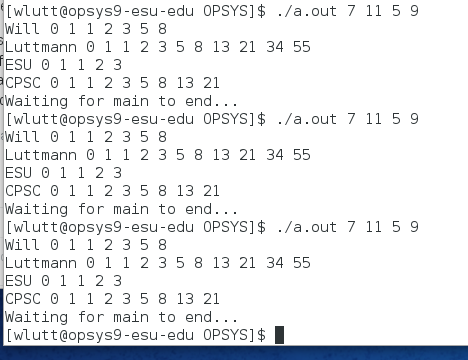 [wlutt@opsys9-esu-edu OPSYS]$ ./a.out 7 11 5 9
Will 0 1 1 2 3 5 8
Luttmann 0 1 1 2 3 5 8 13 21 34 55
ESU 0 1 1 2 3
CPSC 0 1 1 2 3 5 8 13 21
Waiting for main to end...
[wlutt@opsys9-esu-edu OPSYS]$ ./a.out 7 11 5 9
Will 0 1 1 2 3 5 8
Luttmann 0 1 1 2 3 5 8 13 21 34 55
ESU 0 1 1 2 3
CPSC 0 1 1 2 3 5 8 13 21
Waiting for main to end...
[wlutt@opsys9-esu-edu OPSYS]$ ./a.out 7 11 5 9
Will 0 1 1 2 3 5 8
Luttmann 0 1 1 2 3 5 8 13 21 34 55
ESU 0 1 1 2 3
CPSC 0 1 1 2 3 5 8 13 21
Waiting for main to end...
[wlutt@opsys9-esu-edu OPSYS]$